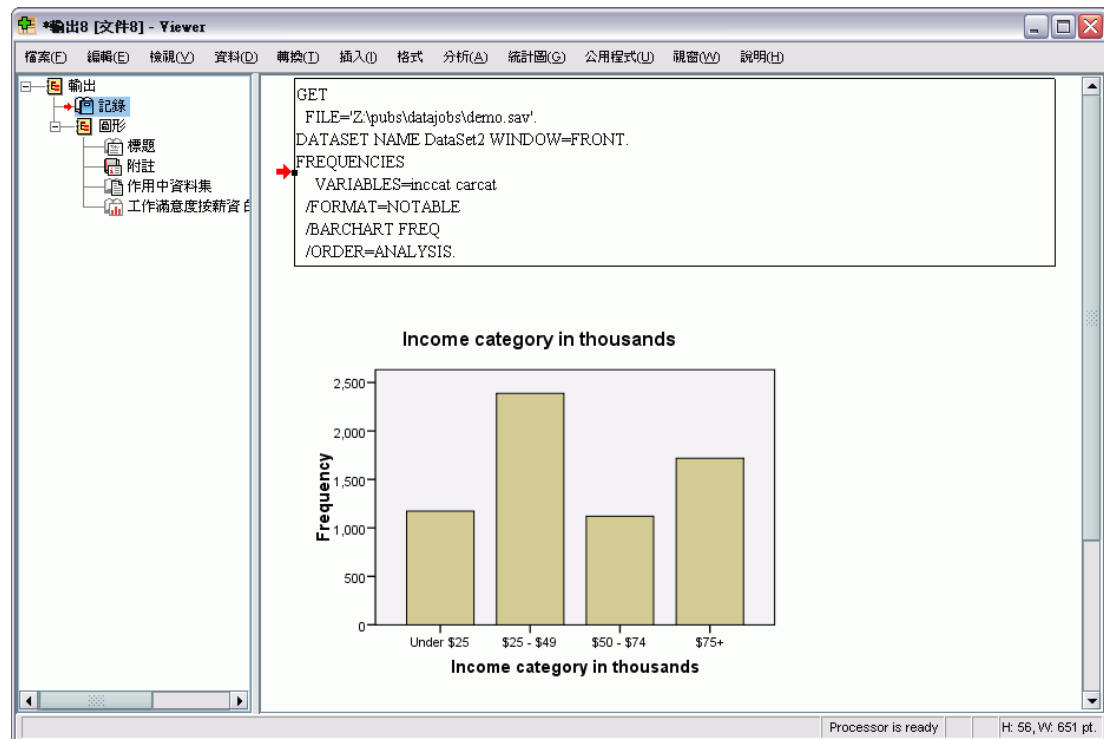 *輸出8 [文件8] - Viewer
檔案(F) 編輯(E) 檢視(V) 資料(D) 轉換(T) 插入(I) 格式 分析(A) 統計圖(G) 公用程式(U) 視窗(W) 說明(H)
輸出
記錄
圖形
標題
附註
作用中資料集
工作滿意度按薪資
GET
FILE='Z:\pubs\datajobs\demo.sav'.
DATASET NAME DataSet2 WINDOW=FRONT.
FREQUENCIES
VARIABLES=inccat carcat
/FORMAT=NOTABLE
/BARCHART FREQ
/ORDER=ANALYSIS.
Income category in thousands
Frequency
2,500
2,000
1,500
1,000
500
0
Under $25 $25 - $49 $50 - $74 $75+
Income category in thousands
Processor is ready H: 56, W: 651 pt.